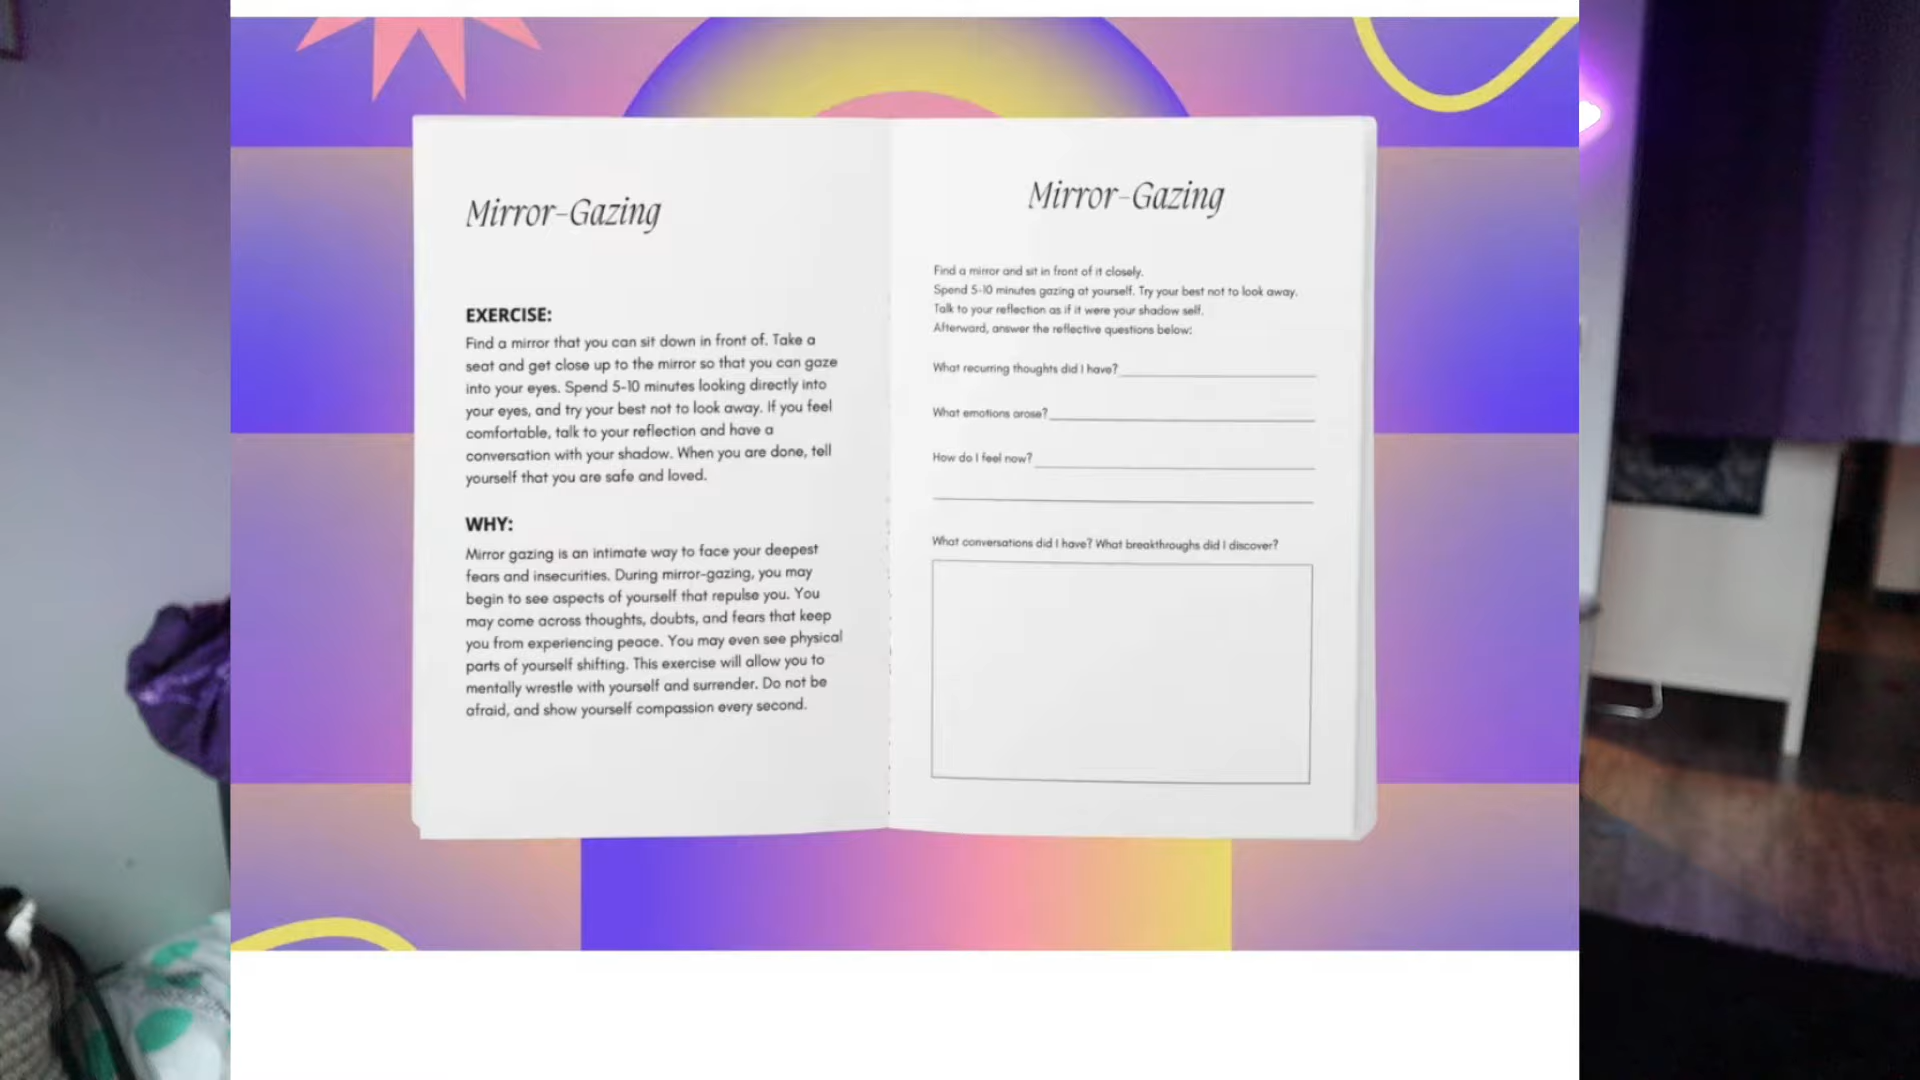 Mirror-Gazing
EXERCISE:
Find a mirror that you can sit down in front of. Take a
seat and get close up to the mirror so that you can gaze
into your eyes. Spend 5-10 minutes looking directly into
your eyes, and try your best not to look away. If you feel
comfortable, talk to your reflection and have a
conversation with your shadow. When you are done, tell
yourself that you are safe and loved.
WHY:
Mirror gazing is an intimate way to face your deepest
fears and insecurities. During mirror-gazing, you may
begin to see aspects of yourself that repulse you. You
may come across thoughts, doubts, and fears that keep
you from experiencing peace. You may even see physical
parts of yourself shifting. This exercise will allow you to
mentally wrestle with yourself and surrender. Do not be
afraid, and show yourself compassion every second.
Mirror-Gazing
Find a mirror and sit in front of it closely.
Spend 5-10 minutes gazing at yourself. Try your best not to look away.
Talk to your reflection as if it were your shadow self.
Afterward, answer the reflective questions below:
What recurring thoughts did I have?
What emotions arose?
How do I feel now?
What conversations did I have? What breakthroughs did I discover?